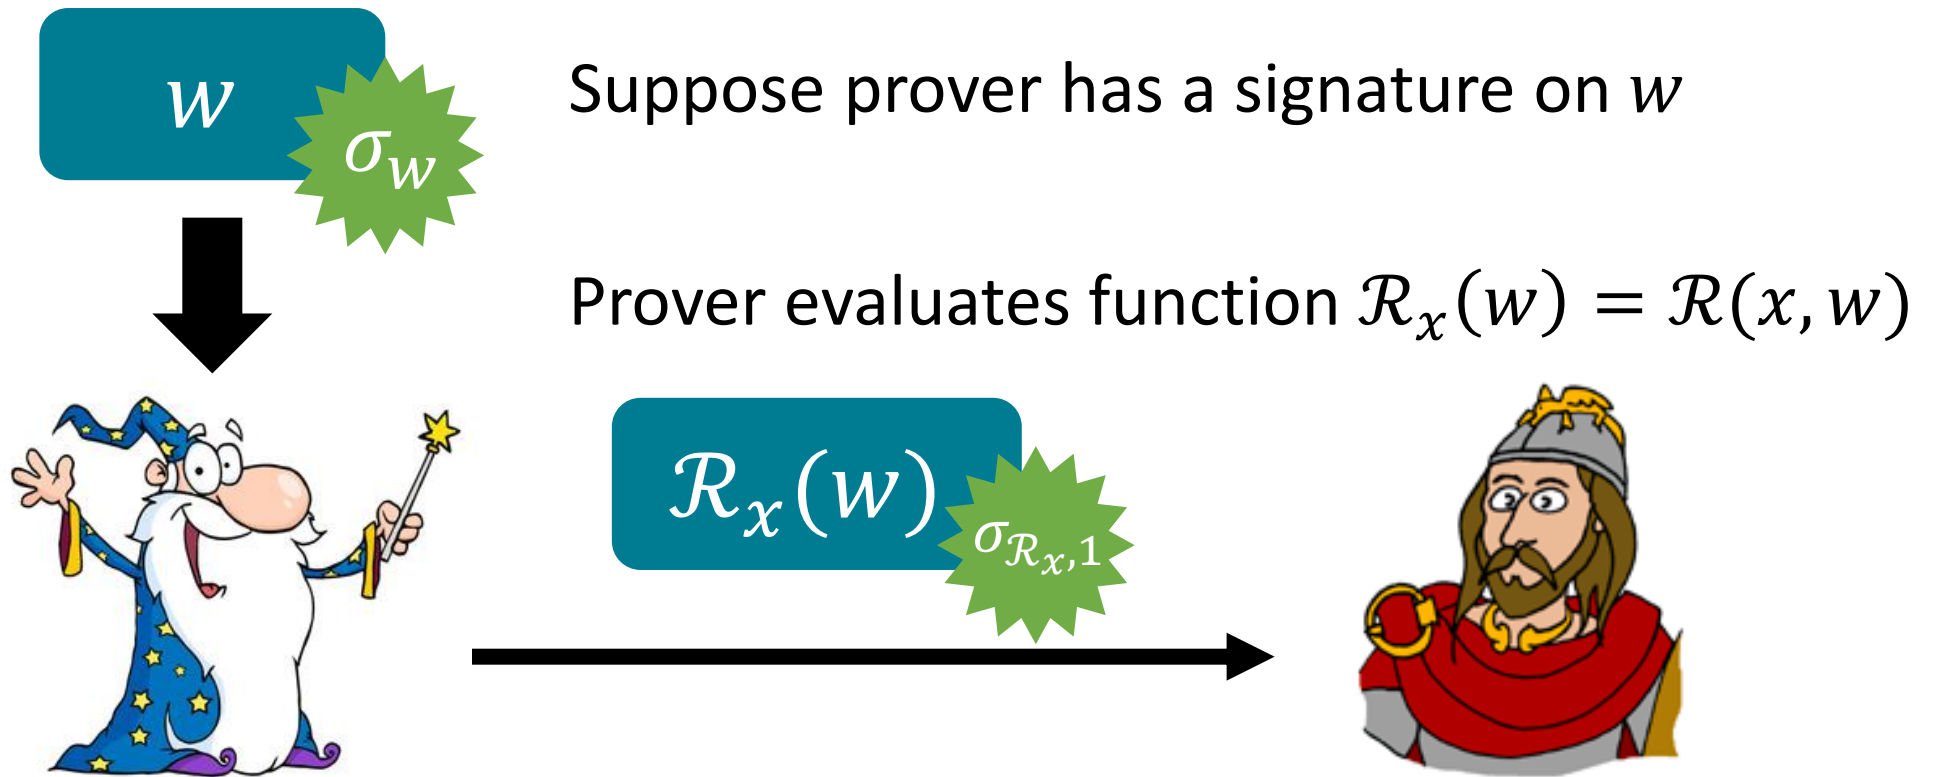 w
σ_w
Suppose prover has a signature on w
Prover evaluates function ℛ_x(w) = ℛ(x, w)
ℛ_x(w)
σ_{ℛ_x,1}